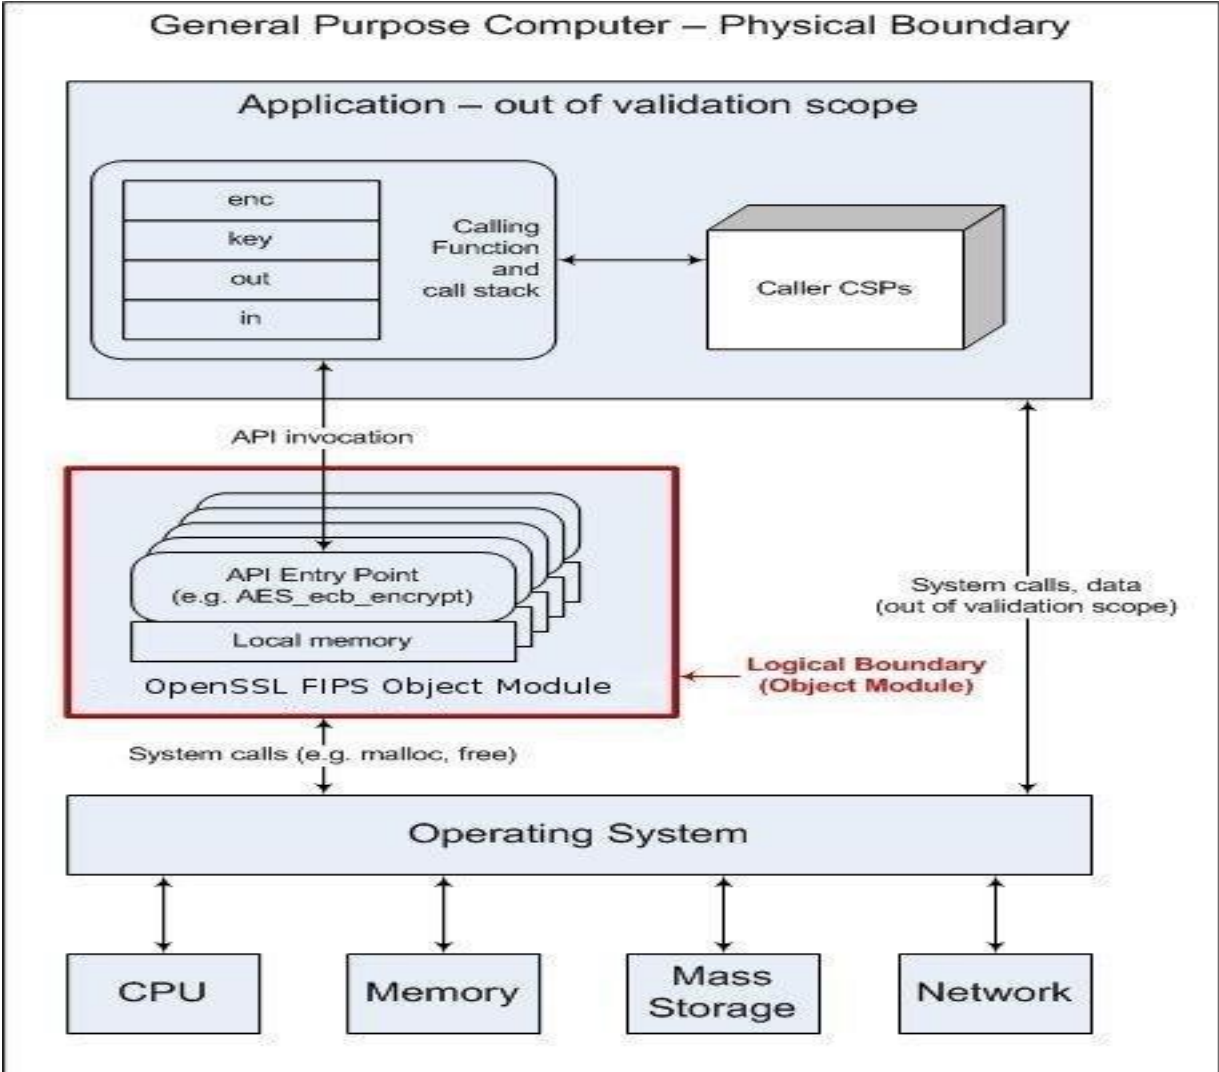 General Purpose Computer – Physical Boundary
Application – out of validation scope
enc
key
out
in
Calling
Function
and
call stack
Caller CSPs
API invocation
API Entry Point
(e.g. AES_ecb_encrypt)
Local memory
OpenSSL FIPS Object Module
System calls, data
(out of validation scope)
Logical Boundary
(Object Module)
System calls (e.g. malloc, free)
Operating System
CPU
Memory
Mass
Storage
Network